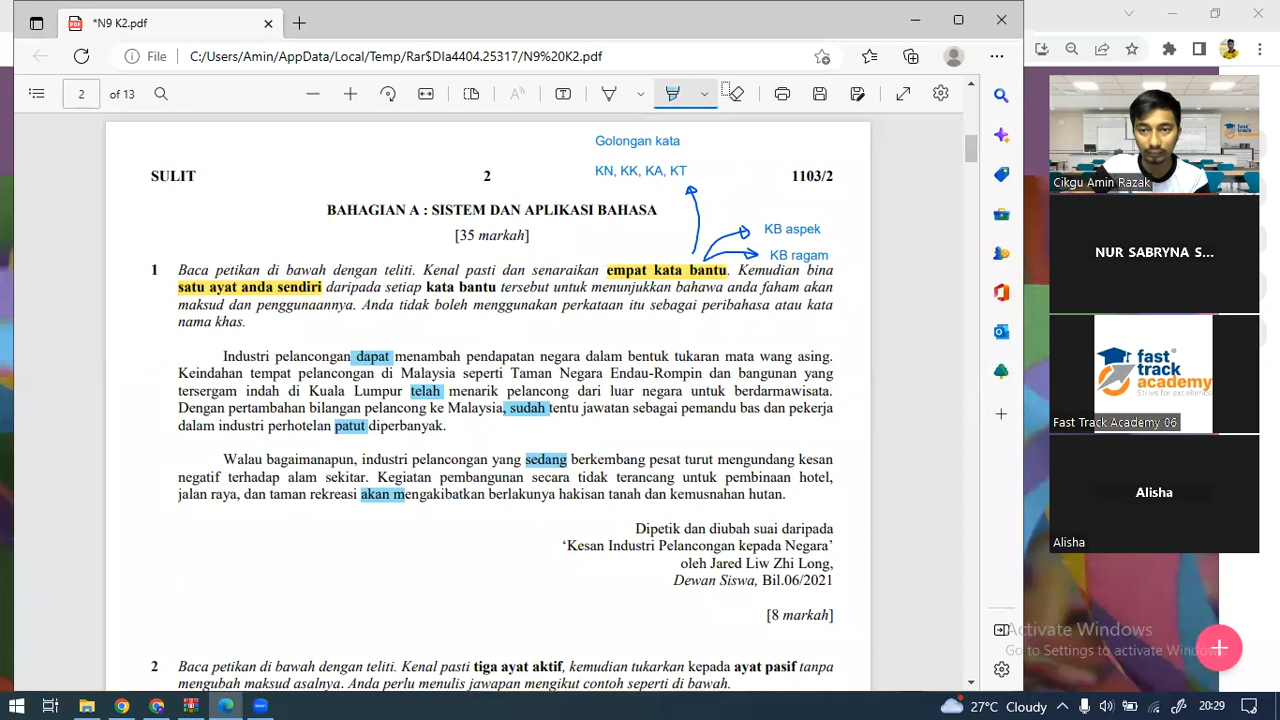 *N9 K2.pdf
File
C:/Users/Amin/AppData/Local/Temp/Rar$DIa4404.25317/N9%20K2.pdf
2 of 13
Golongan kata
KN, KK, KA, KT
KB aspek
KB ragam
SULIT 2 1103/2
BAHAGIAN A : SISTEM DAN APLIKASI BAHASA
[35 markah]
1 Baca petikan di bawah dengan teliti. Kenal pasti dan senaraikan empat kata bantu. Kemudian bina
satu ayat anda sendiri daripada setiap kata bantu tersebut untuk menunjukkan bahawa anda faham akan
maksud dan penggunaannya. Anda tidak boleh menggunakan perkataan itu sebagai peribahasa atau kata
nama khas.
Industri pelancongan dapat menambah pendapatan negara dalam bentuk tukaran mata wang asing.
Keindahan tempat pelancongan di Malaysia seperti Taman Negara Endau-Rompin dan bangunan yang
tersergam indah di Kuala Lumpur telah menarik pelancong dari luar negara untuk berdarmawisata.
Dengan pertambahan bilangan pelancong ke Malaysia, sudah tentu jawatan sebagai pemandu bas dan pekerja
dalam industri perhotelan patut diperbanyak.
Walau bagaimanapun, industri pelancongan yang sedang berkembang pesat turut mengundang kesan
negatif terhadap alam sekitar. Kegiatan pembangunan secara tidak terancang untuk pembinaan hotel,
jalan raya, dan taman rekreasi akan mengakibatkan berlakunya hakisan tanah dan kemusnahan hutan.
Dipetik dan diubah suai daripada
‘Kesan Industri Pelancongan kepada Negara’
oleh Jared Liw Zhi Long,
Dewan Siswa, Bil.06/2021
[8 markah]
2 Baca petikan di bawah dengan teliti. Kenal pasti tiga ayat aktif, kemudian tukarkan kepada ayat pasif tanpa
mengubah maksud asalnya. Anda perlu menulis jawapan mengikut contoh seperti di bawah.
fast track academy
Cikgu Amin Razak
NUR SABRYNA S...
fast
track
academy
Strive for excellence
Fast Track Academy 06
Alisha
Alisha
Activate Windows
Go to Settings to activate Windows.
27°C Cloudy
20:29